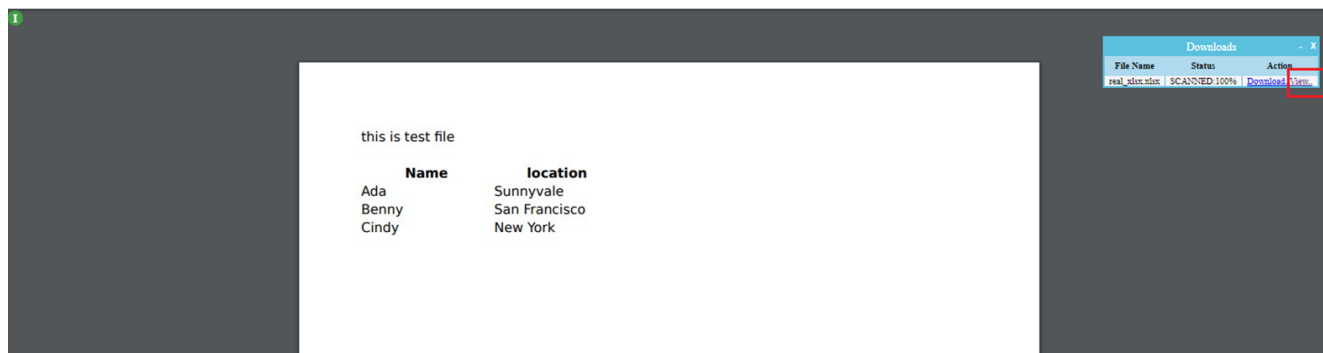 I
Downloads - X
File Name Status Action
real_xlsx.xlsx SCANNED:100% Download View..
this is test file
Name location
Ada Sunnyvale
Benny San Francisco
Cindy New York